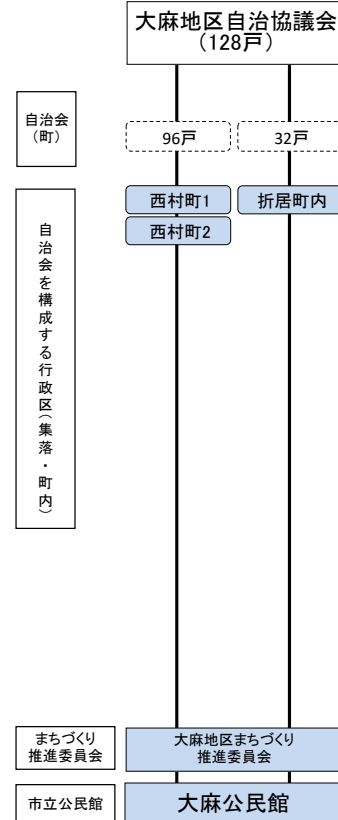 大麻地区自治協議会
（128戸）
自治会
（町）
96戸
32戸
西村町1
折居町内
西村町2
自治会を構成する行政区（集落・町内）
まちづくり
推進委員会
大麻地区まちづくり
推進委員会
市立公民館
大麻公民館